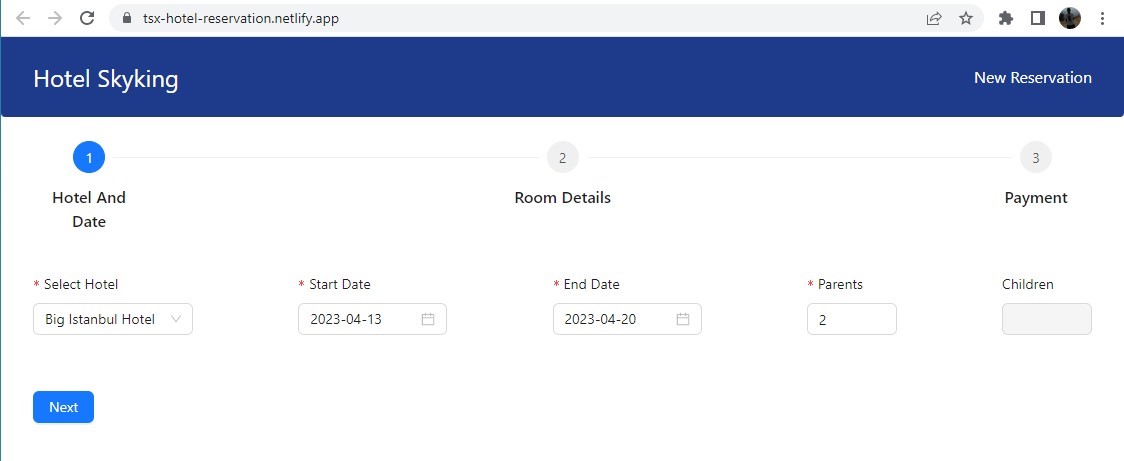 tsx-hotel-reservation.netlify.app
Hotel Skyking
New Reservation
1
2
3
Hotel And
Date
Room Details
Payment
* Select Hotel
* Start Date
* End Date
* Parents
Children
Big Istanbul Hotel
2023-04-13
2023-04-20
2
Next